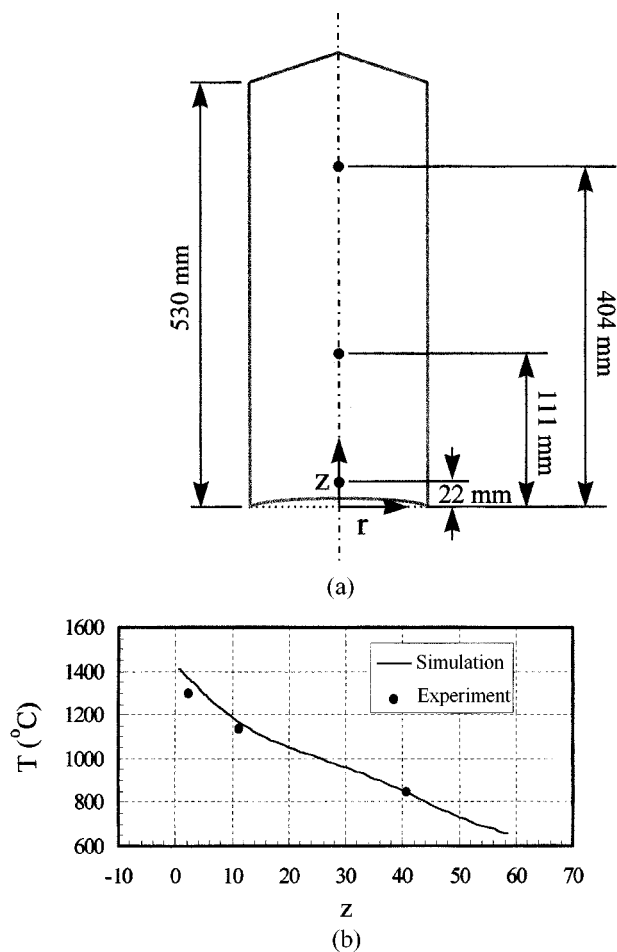 530 mm
404 mm
111 mm
z
22 mm
r
(a)
1600
1400
1200
1000
800
600
T (°C)
Simulation
Experiment
-10 0 10 20 30 40 50 60 70
z
(b)